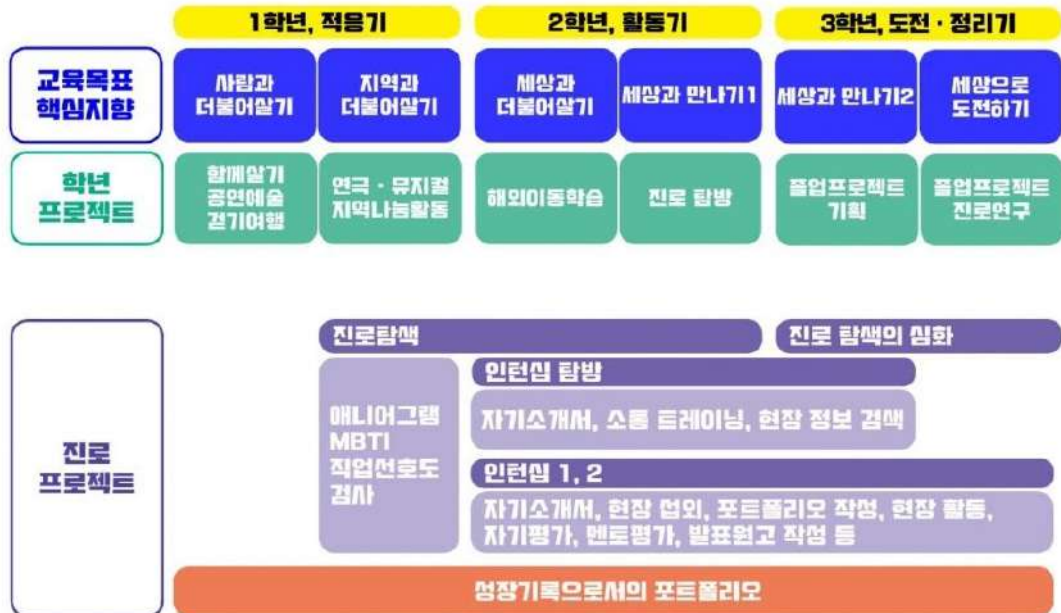 1학년, 적응기
2학년, 활동기
3학년, 도전 · 정리기
교육목표
핵심지향
사람과
더불어살기
지역과
더불어살기
세상과
더불어살기
세상과 만나기1
세상과 만나기2
세상으로
도전하기
학년
프로젝트
함께살기
공연예술
걷기여행
연극 · 뮤지컬
지역나눔활동
해외이동학습
진로 탐방
졸업프로젝트
기획
졸업프로젝트
진로연구
진로
프로젝트
진로탐색
진로 탐색의 심화
애니어그램
MBTI
직업선호도
검사
인턴십 탐방
자기소개서, 소통 트레이닝, 현장 정보 검색
인턴십 1, 2
자기소개서, 현장 섭외, 포트폴리오 작성, 현장 활동,
자기평가, 멘토평가, 발표원고 작성 등
성장기록으로서의 포트폴리오